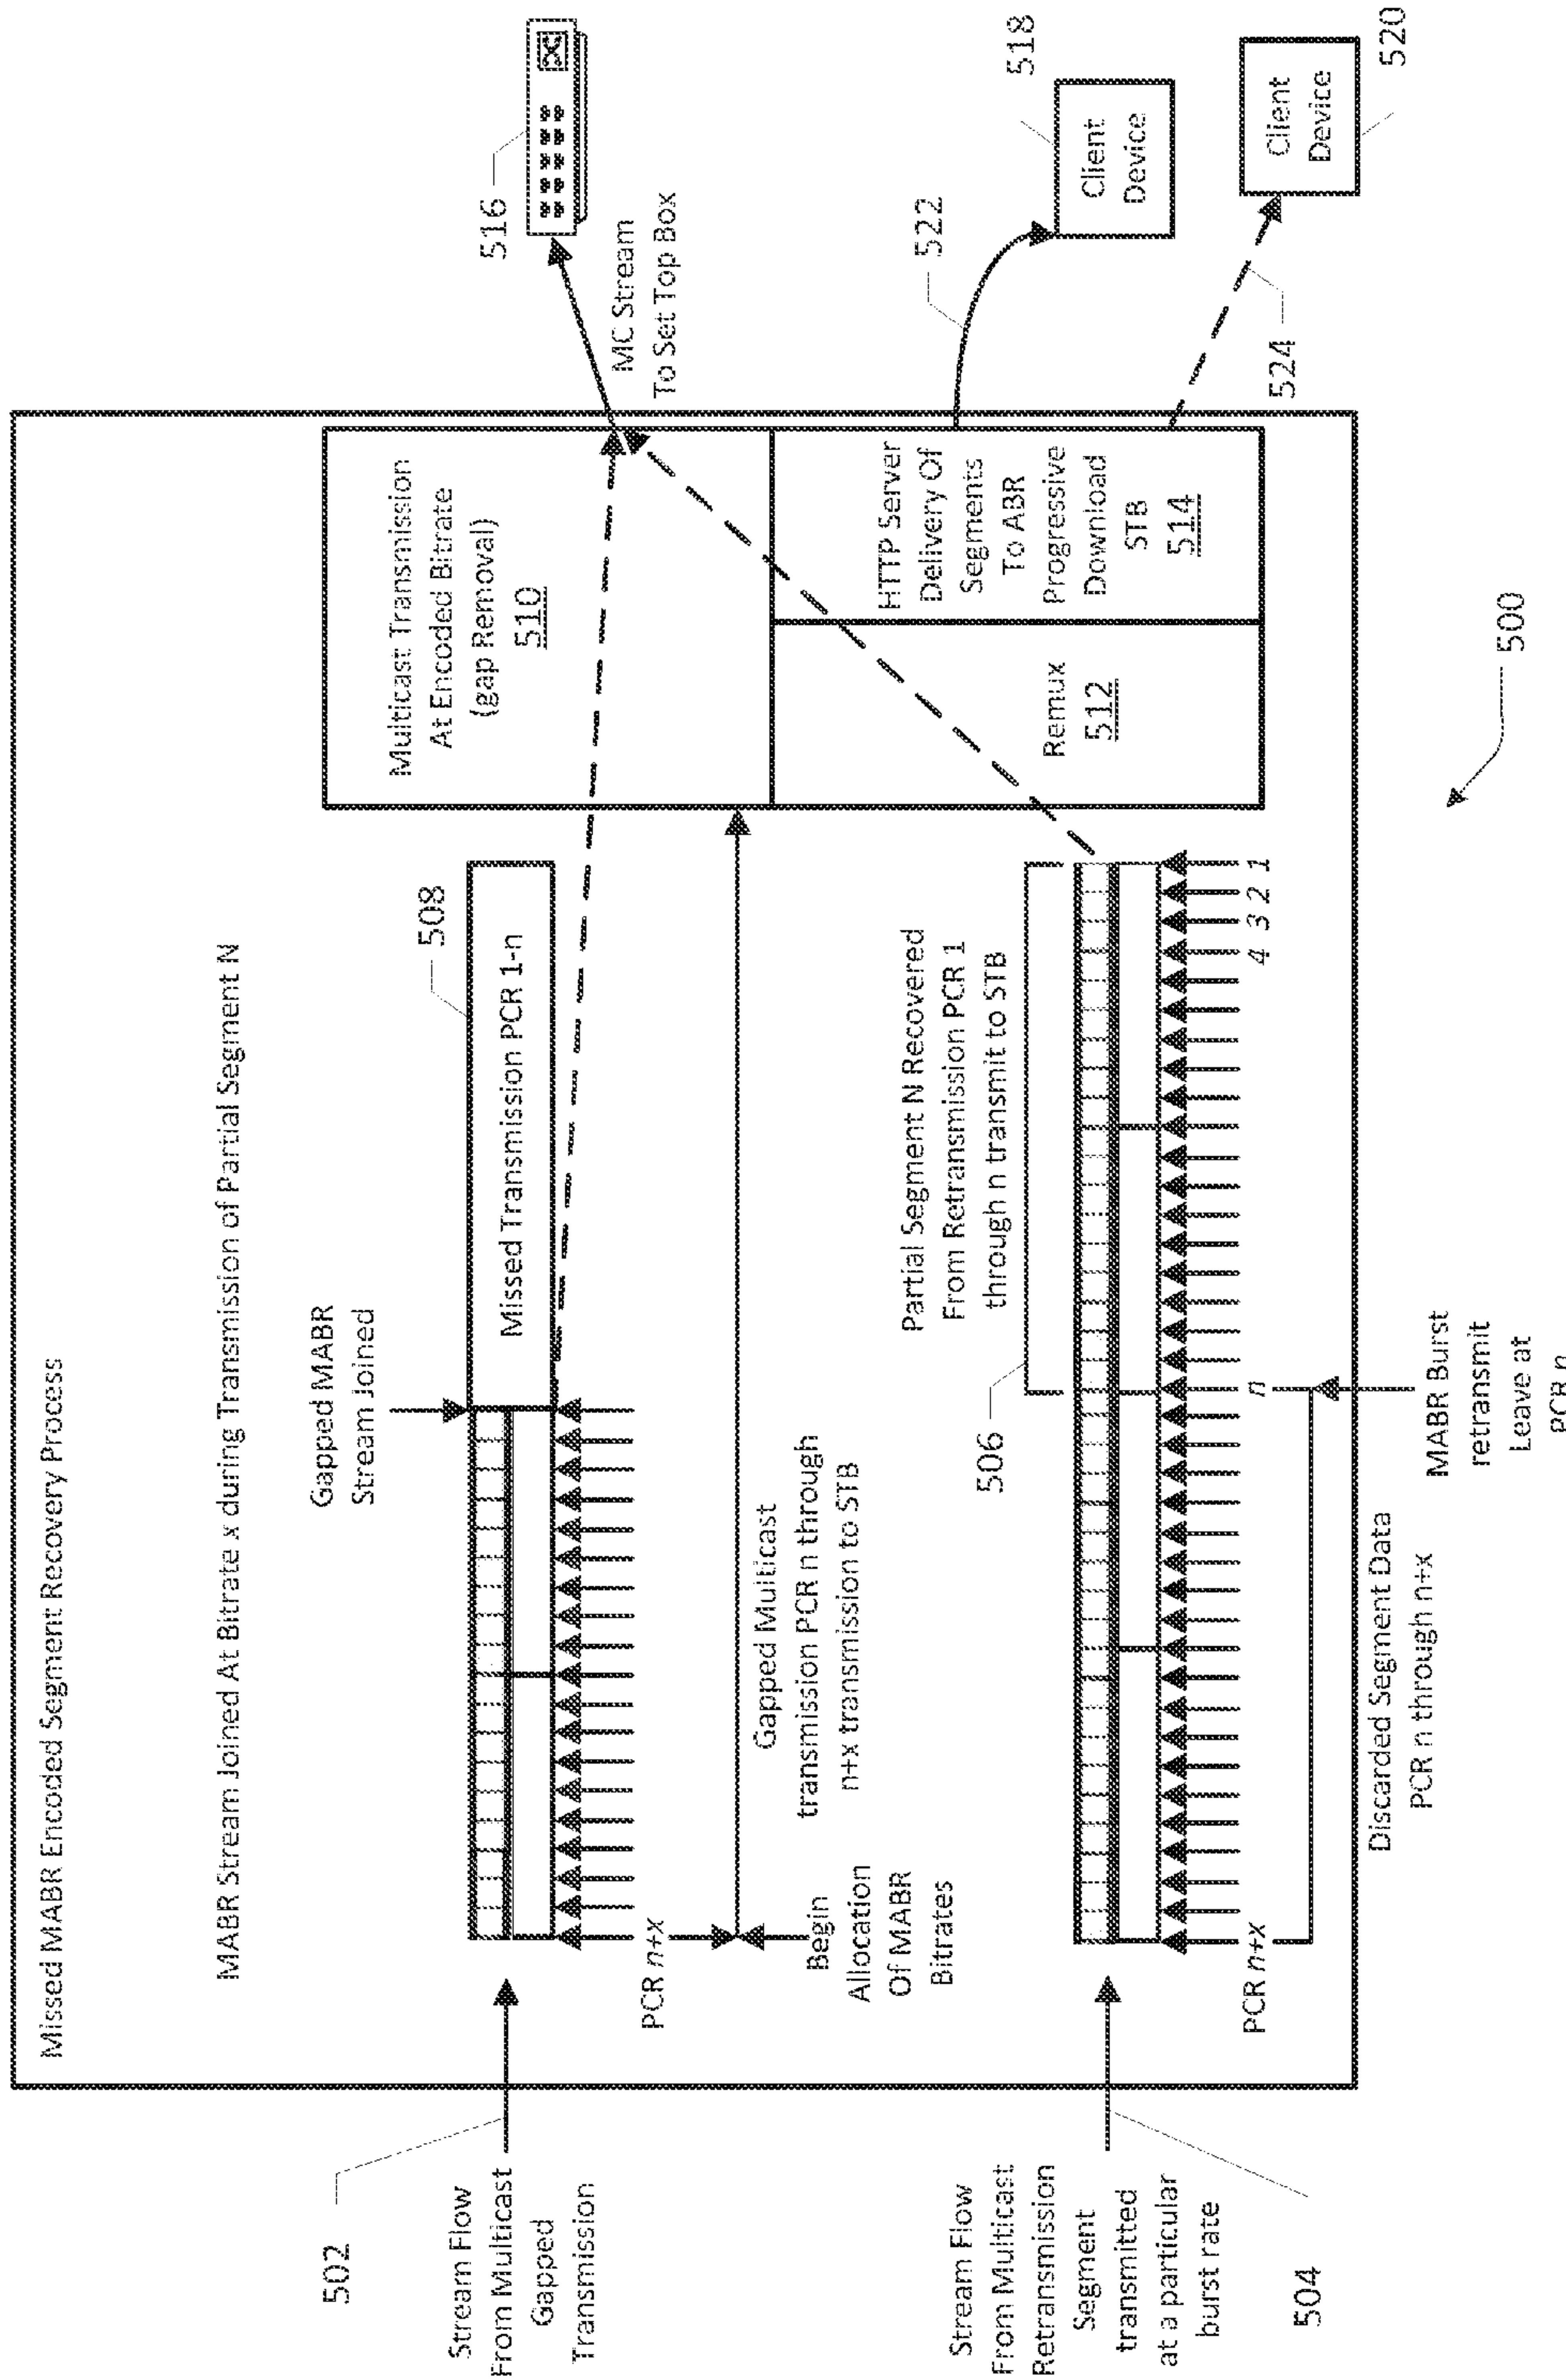 Missed MABR Encoded Segment Recovery Process
MABR Stream Joined At Bitrate x during Transmission of Partial Segment N
502
Stream Flow
From Multicast
Gapped
Transmission
Gapped MABR
Stream Joined
508
Missed Transmission PCR 1-n
PCR n+x
Begin
Allocation
Of MABR
Bitrates
Gapped Multicast
transmission PCR n through
n+x transmission to STB
Multicast Transmission
At Encoded Bitrate
(gap Removal)
510
516
MC Stream
To Set Top Box
Stream Flow
From Multicast
Retransmission
Segment
transmitted
at a particular
burst rate
504
506
Partial Segment N Recovered
From Retransmission PCR 1
through n transmit to STB
PCR n+x
n
4 3 2 1
Discarded Segment Data
PCR n through n+x
MABR Burst
retransmit
Leave at
PCR n
Remux
512
HTTP Server
Delivery Of
Segments
To ABR
Progressive
Download
STB
514
522
518
Client
Device
524
Client
Device
520
500